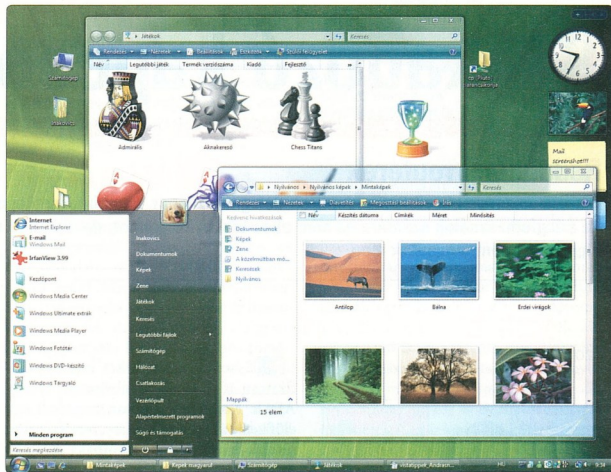 Számítógép
Játékok
Keresés
Rendezés
Nézetek
Beállítások
Eszközök
Szülői felügyelet
Név
Legutóbbi játék
Termék verziószáma
Kiadó
Fejlesztő
Admirális
Aknakereső
Chess Titans
Mail
Nyilvános
Nyilvános képek
Mintaképek
Keresés
Rendezés
Nézetek
Diavetítés
Megosztási beállítások
Írás
Kedvenc hivatkozások
Dokumentumok
Képek
Zene
A közelmúltban mó...
Keresések
Nyilvános
Mappák
Név
Készítés dátuma
Címkék
Méret
Minősítés
Antilop
Bálna
Erdei virágok
15 elem
Internet
Internet Explorer
E-mail
Windows Mail
IrfanView 3.99
Kezdőpont
Windows Media Center
Windows Ultimate extrák
Windows Media Player
Windows Fotótár
Windows DVD-készítő
Windows Tárgyaló
Minden program
Keresés megkezdése
Dokumentumok
Képek
Zene
Játékok
Keresés
Legutóbbi fájlok
Számítógép
Hálózat
Csatlakozás
Vezérlőpult
Alapértelmezett programok
Súgó és támogatás
Mintaképek
Képek magyarul
Számítógép
Játékok
HU
9:34